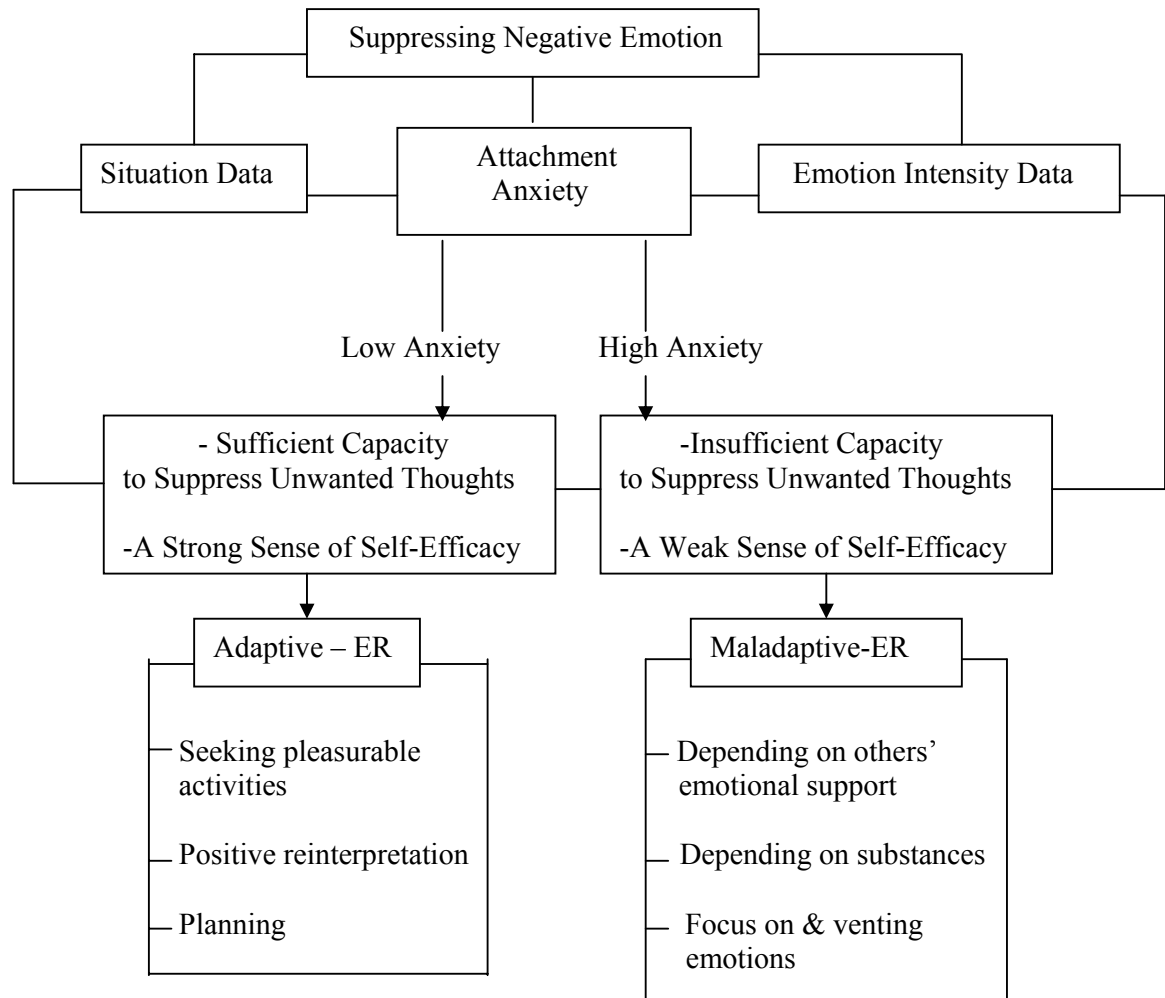 Suppressing Negative Emotion
Situation Data
Attachment
Anxiety
Emotion Intensity Data
Low Anxiety
High Anxiety
- Sufficient Capacity
to Suppress Unwanted Thoughts
-A Strong Sense of Self-Efficacy
-Insufficient Capacity
to Suppress Unwanted Thoughts
-A Weak Sense of Self-Efficacy
Adaptive – ER
Seeking pleasurable
activities
Positive reinterpretation
Planning
Maladaptive-ER
Depending on others’
emotional support
Depending on substances
Focus on & venting
emotions